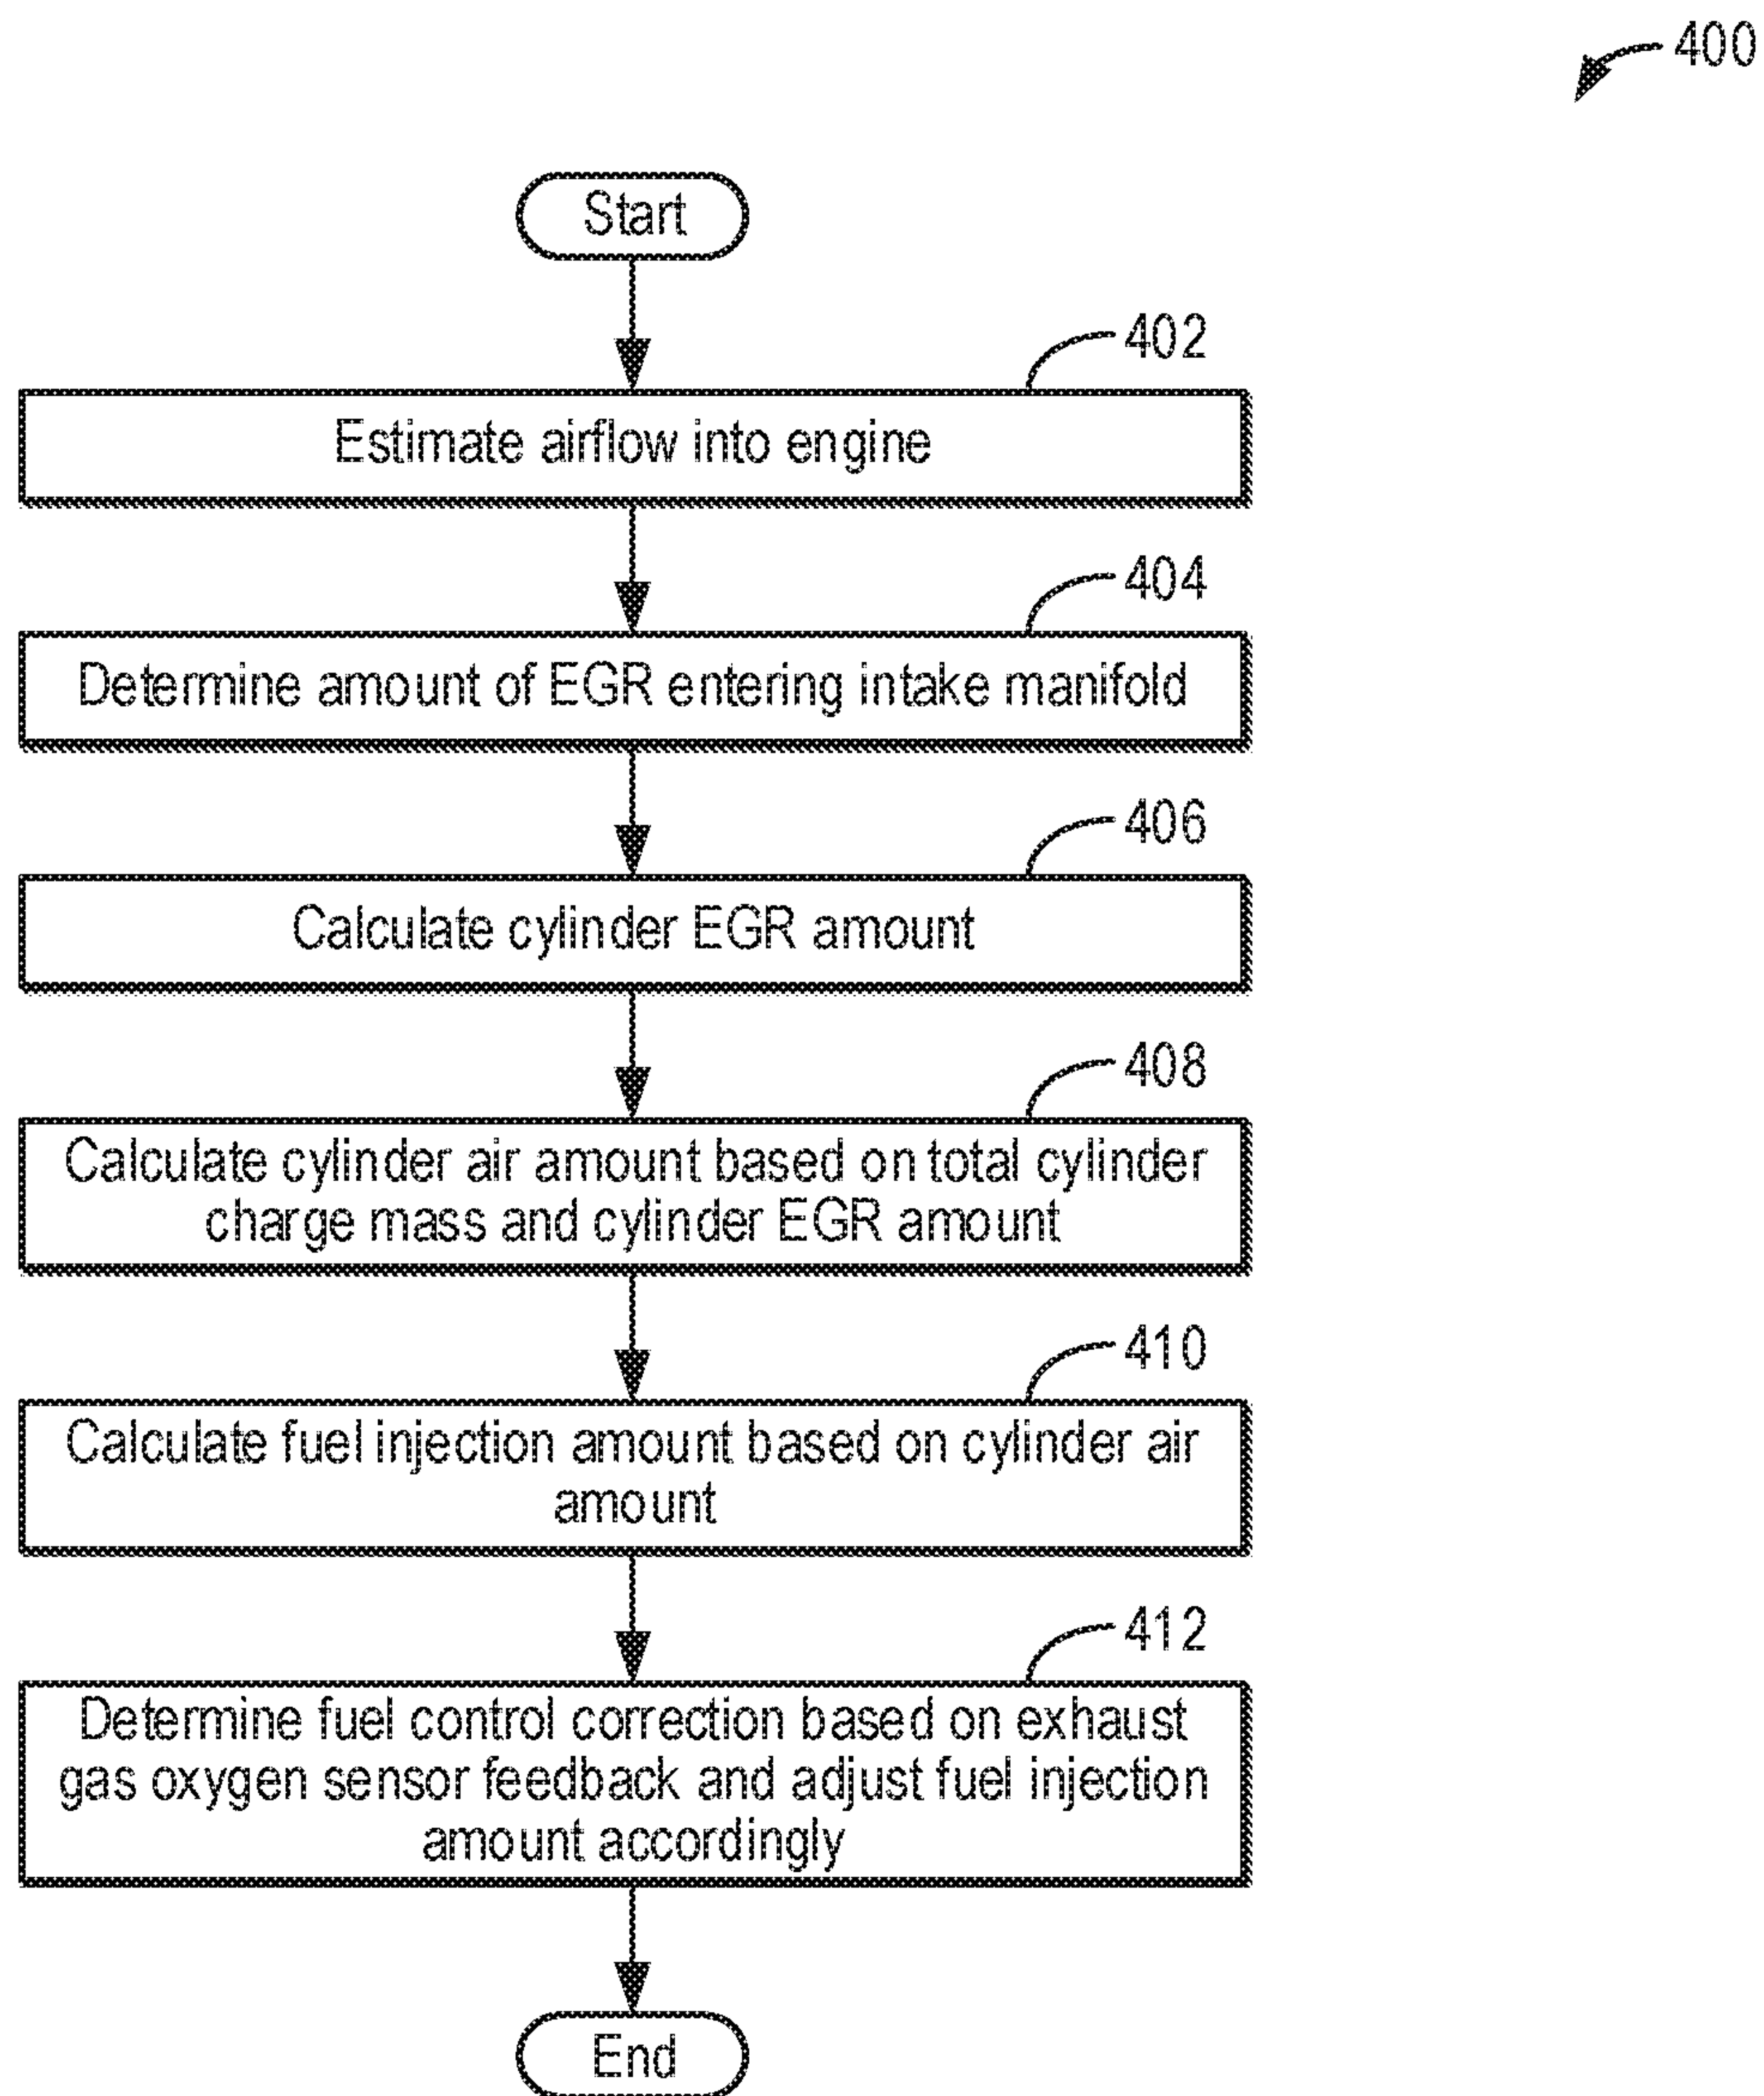 400
Start
402
Estimate airflow into engine
404
Determine amount of EGR entering intake manifold
406
Calculate cylinder EGR amount
408
Calculate cylinder air amount based on total cylinder
charge mass and cylinder EGR amount
410
Calculate fuel injection amount based on cylinder air
amount
412
Determine fuel control correction based on exhaust
gas oxygen sensor feedback and adjust fuel injection
amount accordingly
End